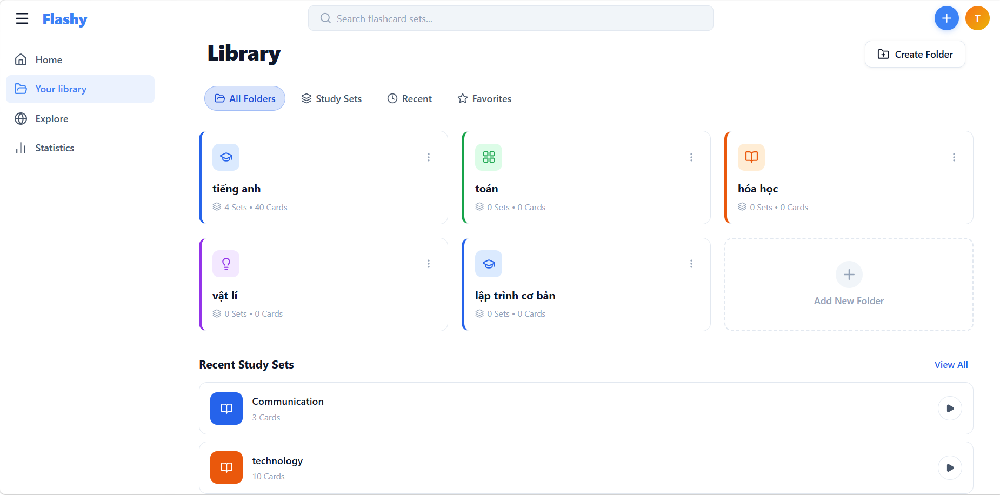 Flashy
Search flashcard sets...
T
Home
Your library
Explore
Statistics
Library
Create Folder
All Folders
Study Sets
Recent
Favorites
tiếng anh
4 Sets • 40 Cards
toán
0 Sets • 0 Cards
hóa học
0 Sets • 0 Cards
vật lí
0 Sets • 0 Cards
lập trình cơ bản
0 Sets • 0 Cards
Add New Folder
Recent Study Sets
View All
Communication
3 Cards
technology
10 Cards